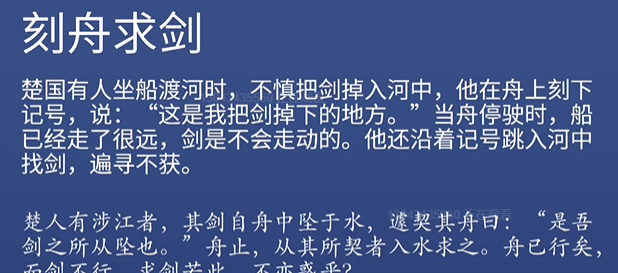 刻舟求剑
楚国有人坐船渡河时，不慎把剑掉入河中，他在舟上刻下
记号，说：“这是我把剑掉下的地方。”当舟停驶时，船
已经走了很远，剑是不会走动的。他还沿着记号跳入河中
找剑，遍寻不获。
楚人有涉江者，其剑自舟中坠于水，遽契其舟曰：“是吾
剑之所从坠也。”舟止，从其所契者入水求之。舟已行矣，
而剑不行，求剑若此，不亦惑乎？